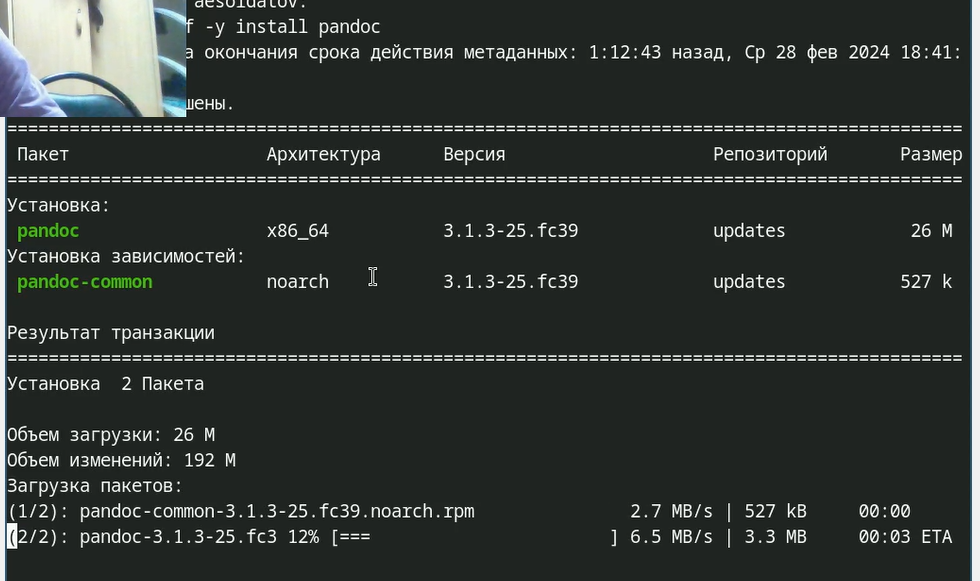 aesoldatov.
f -y install pandoc
а окончания срока действия метаданных: 1:12:43 назад, Ср 28 фев 2024 18:41:
шены.
================================================================================
Пакет Архитектура Версия Репозиторий Размер
================================================================================
Установка:
pandoc x86_64 3.1.3-25.fc39 updates 26 M
Установка зависимостей:
pandoc-common noarch 3.1.3-25.fc39 updates 527 k
Результат транзакции
================================================================================
Установка 2 Пакета
Объем загрузки: 26 M
Объем изменений: 192 M
Загрузка пакетов:
(1/2): pandoc-common-3.1.3-25.fc39.noarch.rpm 2.7 MB/s | 527 kB 00:00
(2/2): pandoc-3.1.3-25.fc3 12% [=== ] 6.5 MB/s | 3.3 MB 00:03 ETA